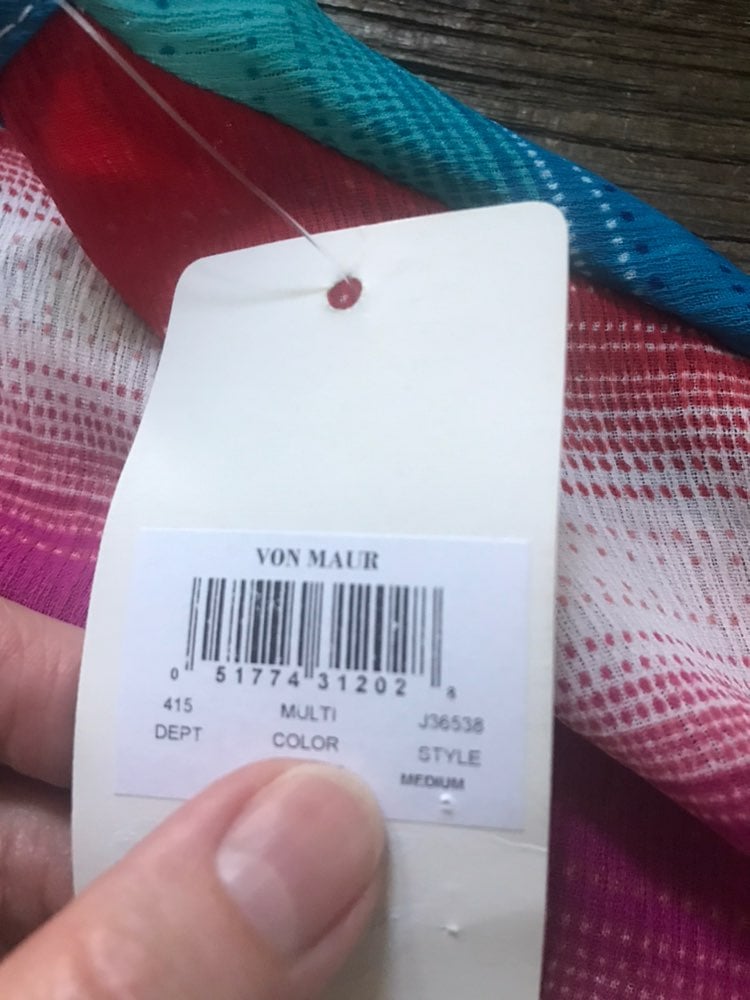 VON MAUR
0 51774 31202 8
415 MULTI J36538
DEPT COLOR STYLE
MEDIUM